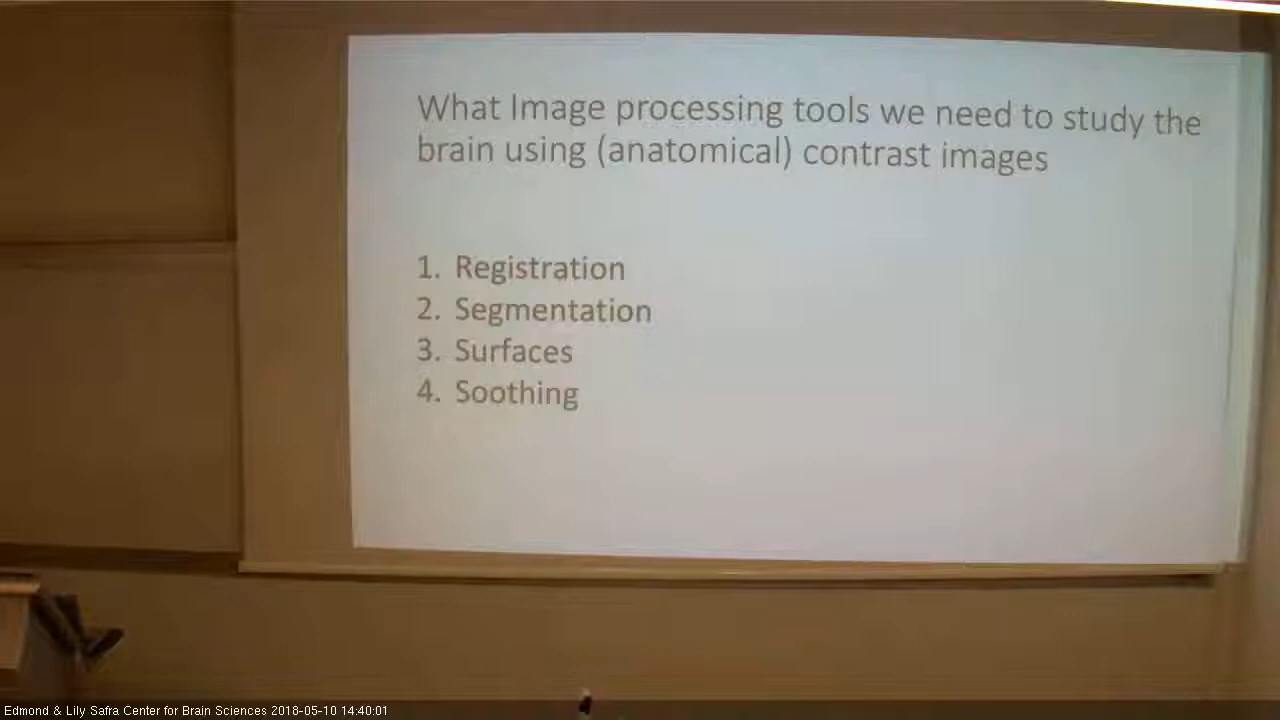 What Image processing tools we need to study the
brain using (anatomical) contrast images
1. Registration
2. Segmentation
3. Surfaces
4. Soothing
Edmond & Lily Safra Center for Brain Sciences 2018-05-10 14:40:01